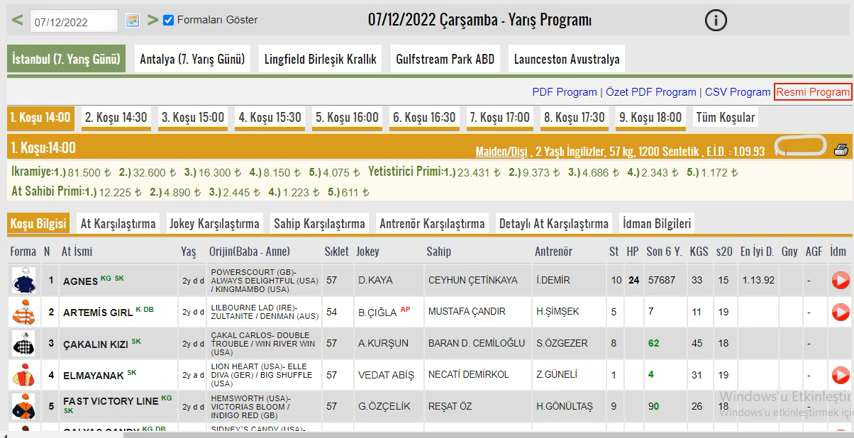 < 07/12/2022 > Formaları Göster 07/12/2022 Çarşamba - Yarış Programı
İstanbul (7. Yarış Günü) Antalya (7. Yarış Günü) Lingfield Birleşik Krallık Gulfstream Park ABD Launceston Avustralya
PDF Program | Özet PDF Program | CSV Program | Resmi Program
1. Koşu 14:00 2. Koşu 14:30 3. Koşu 15:00 4. Koşu 15:30 5. Koşu 16:00 6. Koşu 16:30 7. Koşu 17:00 8. Koşu 17:30 9. Koşu 18:00 Tüm Koşular
1. Koşu:14:00 Maiden/Dişi , 2 Yaşlı İngilizler, 57 kg, 1200 Sentetik , E.İ.D. : 1.09.93
Ikramiye:1.) 81.500 ₺ 2.) 32.600 ₺ 3.) 16.300 ₺ 4.) 8.150 ₺ 5.) 4.075 ₺ Yetistirici Primi:1.) 23.431 ₺ 2.) 9.373 ₺ 3.) 4.686 ₺ 4.) 2.343 ₺ 5.) 1.172 ₺
At Sahibi Primi:1.) 12.225 ₺ 2.) 4.890 ₺ 3.) 2.445 ₺ 4.) 1.223 ₺ 5.) 611 ₺
Koşu Bilgisi At Karşılaştırma Jokey Karşılaştırma Sahip Karşılaştırma Antrenör Karşılaştırma Detaylı At Karşılaştırma İdman Bilgileri
Forma N At İsmi Yaş Orijin(Baba - Anne) Sıklet Jokey Sahip Antrenör St HP Son 6 Y. KGS s20 En İyi D. Gny AGF İdm
1 AGNES KG SK 2y d d POWERSCOURT (GB)- ALWAYS DELIGHTFUL (USA) / KINGMAMBO (USA) 57 D.KAYA CEYHUN ÇETİNKAYA İ.DEMİR 10 24 57687 33 15 1.13.92 -
2 ARTEMİS GIRL K DB 2y d d LILBOURNE LAD (IRE)- ZULTANITE / DENMAN (AUS) 54 B.ÇIĞLA AP MUSTAFA ÇANDIR H.ŞİMŞEK 5 7 11 19 -
3 ÇAKALIN KIZI SK 2y d d ÇAKAL CARLOS- DOUBLE TROUBLE / WIN RIVER WIN (USA) 57 A.KURŞUN BARAN D. CEMİLOĞLU S.ÖZGEZER 8 62 45 18 -
4 ELMAYANAK SK 2y a d LION HEART (USA)- ELLE DIVA (GER) / BIG SHUFFLE (USA) 57 VEDAT ABİŞ NECATİ DEMİRKOL Z.GÜNELİ 1 4 31 19 -
5 FAST VICTORY LINE KG SK 2y d d HEMSWORTH (USA)- VICTORIAS BLOOM / INDIGO RED (GB) 57 G.ÖZÇELİK REŞAT ÖZ H.GÖNÜLTAŞ 9 90 26 18 -
Windows'u Etkinleştir
Windows'u etkinleştirmek için
GALYAS CANDY KG DB SIDNEY'S CANDY (USA)-